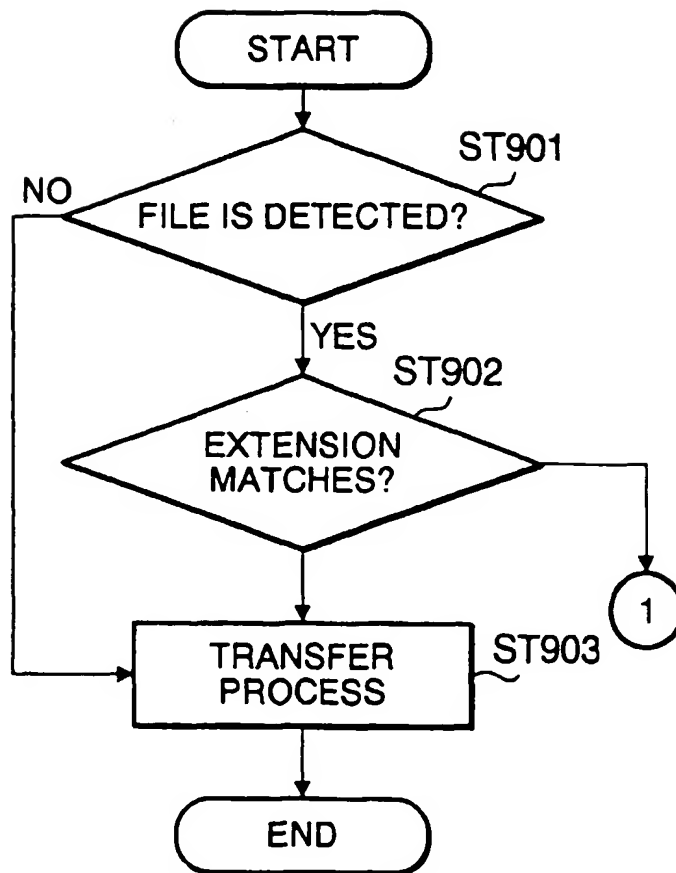 START
ST901
NO
FILE IS DETECTED?
YES
ST902
EXTENSION
MATCHES?
1
TRANSFER
PROCESS
ST903
END